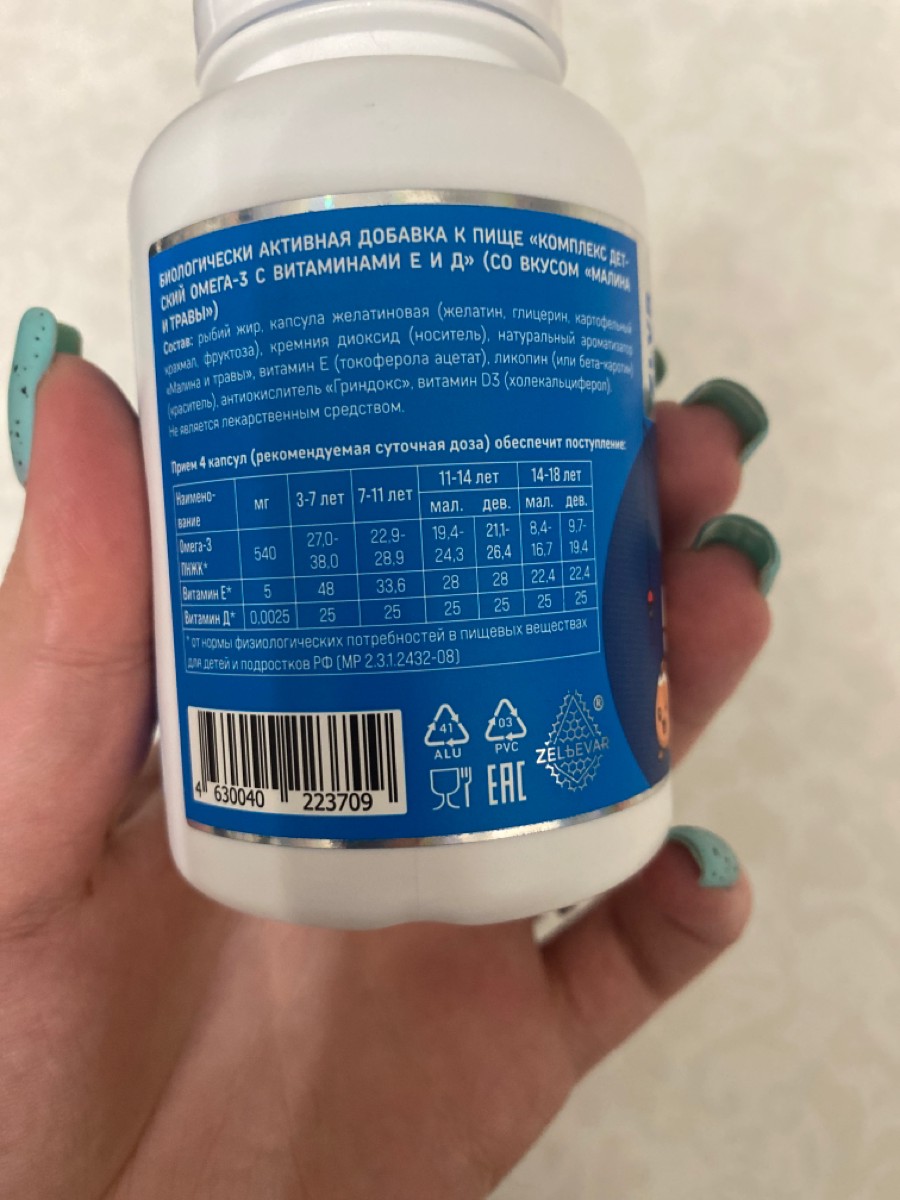 БИОЛОГИЧЕСКИ АКТИВНАЯ ДОБАВКА К ПИЩЕ «КОМПЛЕКС ДЕТ-
СКИЙ ОМЕГА-3 С ВИТАМИНАМИ Е И Д» (СО ВКУСОМ «МАЛИНА
И ТРАВЫ»)
Состав: рыбий жир, капсула желатиновая (желатин, глицерин, картофельный
крахмал, фруктоза), кремния диоксид (носитель), натуральный ароматизатор
«Малина и травы», витамин Е (токоферола ацетат), ликопин (или бета-каротин)
(краситель), антиокислитель «Гриндокс», витамин D3 (холекальциферол).
Не является лекарственным средством.
Прием 4 капсул (рекомендуемая суточная доза) обеспечит поступление:
Наимено-
вание мг 3-7 лет 7-11 лет 11-14 лет 14-18 лет
мал. дев. мал. дев.
Омега-3 27,0- 22,9- 19,4- 21,1- 8,4- 9,7-
ПНЖК* 540 38,0 28,9 24,3 26,4 16,7 19,4
Витамин Е* 5 48 33,6 28 28 22,4 22,4
Витамин Д* 0,0025 25 25 25 25 25 25
* от нормы физиологических потребностей в пищевых веществах
для детей и подростков РФ (МР 2.3.1.2432-08)
41 03
ALU PVC
ZELЬEVAR®
EAC
4 630040 223709